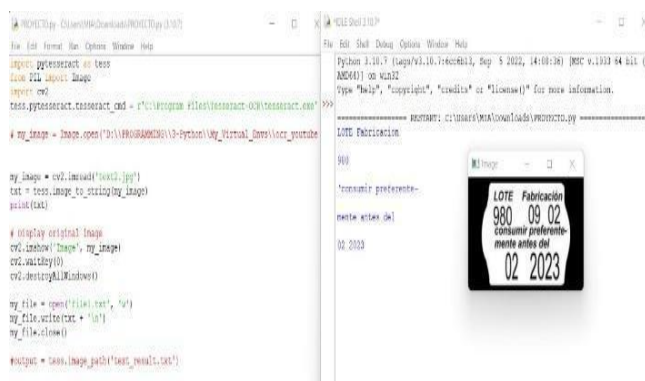 PROYECTO.py - C:\Users\MIA\Downloads\PROYECTO.py (3.10.7)
File Edit Format Run Options Window Help
import pytesseract as tess
from PIL import Image
import cv2
tess.pytesseract.tesseract_cmd = r"C:\Program Files\Tesseract-OCR\tesseract.exe"
# my_image = Image.open('D:\\PROGRAMMING\\3-Python\\My_Virtual_Envs\\ocr_youtube
my_image = cv2.imread("text2.jpg")
txt = tess.image_to_string(my_image)
print(txt)
# Display original image
cv2.imshow("Image", my_image)
cv2.waitKey(0)
cv2.destroyAllWindows()
my_file = open('file1.txt', 'w')
my_file.write(txt + '\n')
my_file.close()
#output = tess.image_path('text_result.txt')
IDLE Shell 3.10.7*
File Edit Shell Debug Options Window Help
Python 3.10.7 (tags/v3.10.7:6cc6b13, Sep 5 2022, 14:08:36) [MSC v.1933 64 bit (
AMD64)] on win32
Type "help", "copyright", "credits" or "license()" for more information.
>>>
RESTART: C:\Users\MIA\Downloads\PROYECTO.py
LOTE Fabricacion
980
'consumir preferente-
mente antes del
02 2023
Image
LOTE Fabricación
980 09 02
consumir preferente-
mente antes del
02 2023